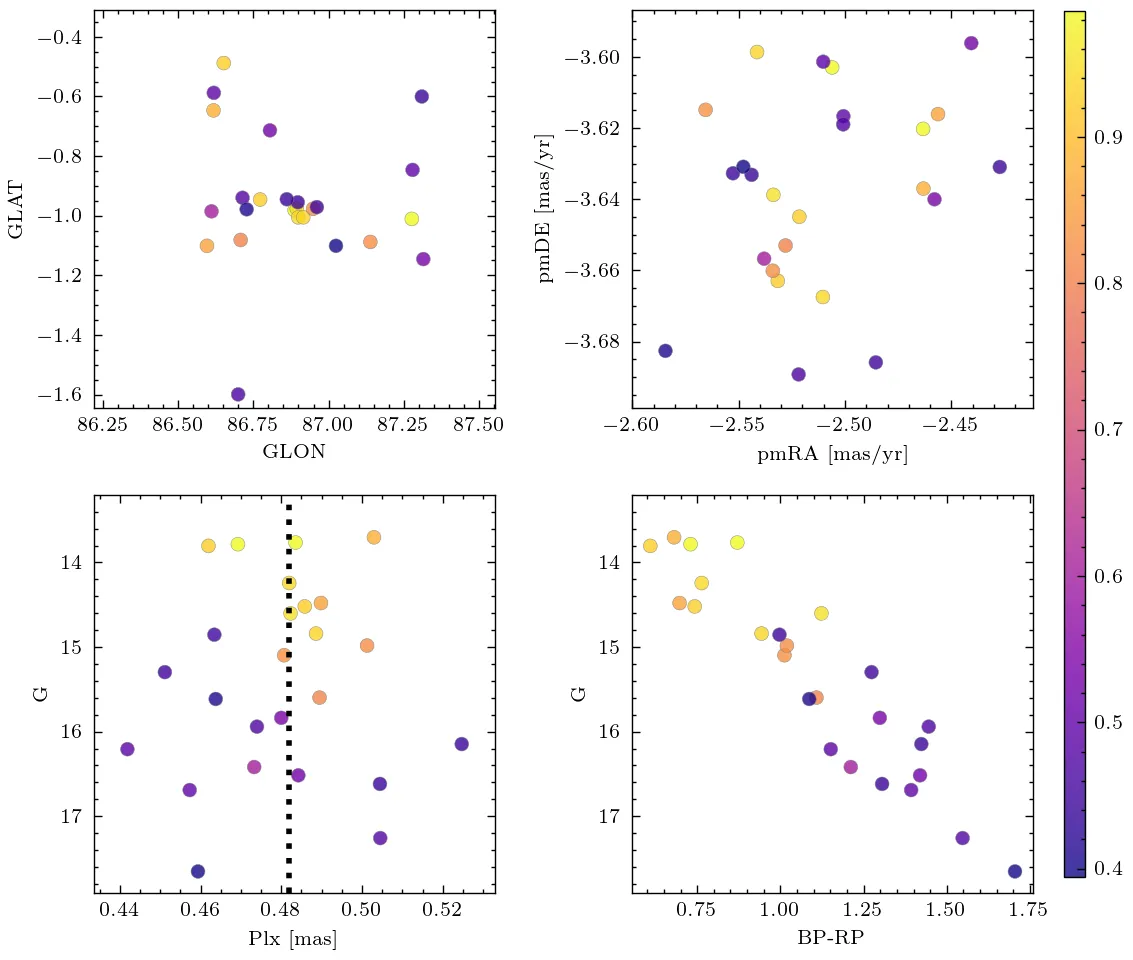 −0.4
−0.6
−0.8
−1.0
−1.2
−1.4
−1.6
GLAT
86.25 86.50 86.75 87.00 87.25 87.50
GLON
−3.60
−3.62
−3.64
−3.66
−3.68
pmDE [mas/yr]
−2.60 −2.55 −2.50 −2.45
pmRA [mas/yr]
14
15
16
17
G
0.44 0.46 0.48 0.50 0.52
Plx [mas]
14
15
16
17
G
0.75 1.00 1.25 1.50 1.75
BP-RP
0.9
0.8
0.7
0.6
0.5
0.4